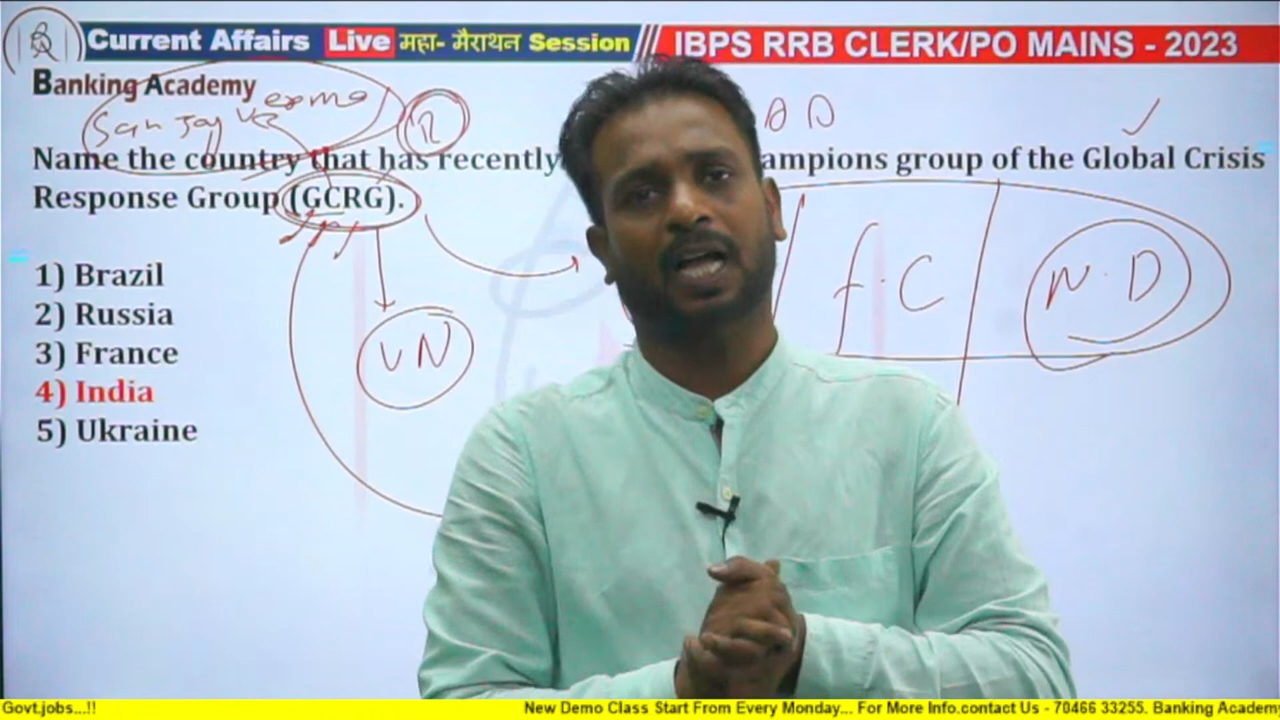 Current Affairs Live महा- मैराथन Session IBPS RRB CLERK/PO MAINS - 2023
Banking Academy
Sanjay Verma R
Name the country that has recently ampions group of the Global Crisis
Response Group (GCRG).
f.C N.D
1) Brazil
2) Russia
UN
3) France
4) India
5) Ukraine
Govt.jobs...!! New Demo Class Start From Every Monday... For More Info.contact Us - 70466 33255. Banking Academy